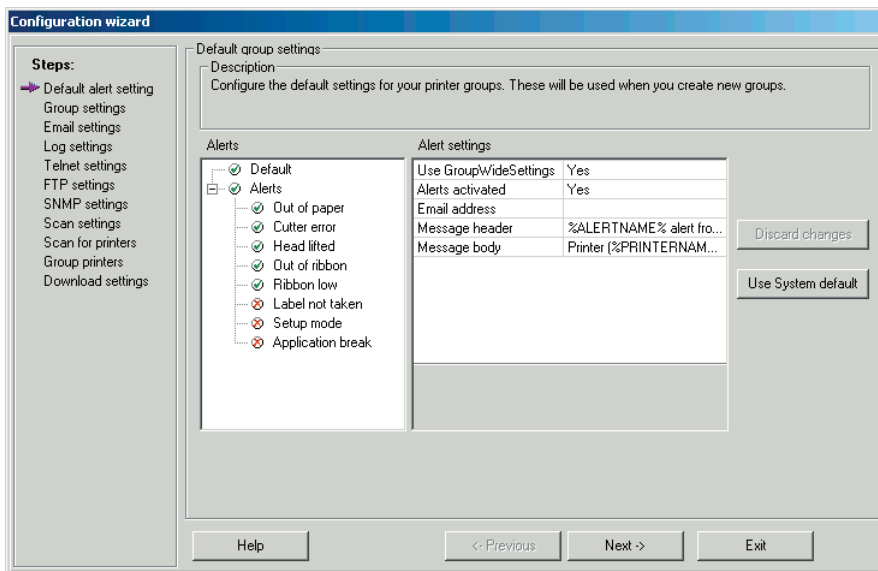 Configuration wizard
Steps:
Default alert setting
Group settings
Email settings
Log settings
Telnet settings
FTP settings
SNMP settings
Scan settings
Scan for printers
Group printers
Download settings
Default group settings
Description
Configure the default settings for your printer groups. These will be used when you create new groups.
Alerts
Default
Alerts
Out of paper
Cutter error
Head lifted
Out of ribbon
Ribbon low
Label not taken
Setup mode
Application break
Alert settings
Use GroupWideSettings Yes
Alerts activated Yes
Email address
Message header %ALERTNAME% alert fro...
Message body Printer (%PRINTERNAM...
Discard changes
Use System default
Help
<- Previous
Next ->
Exit